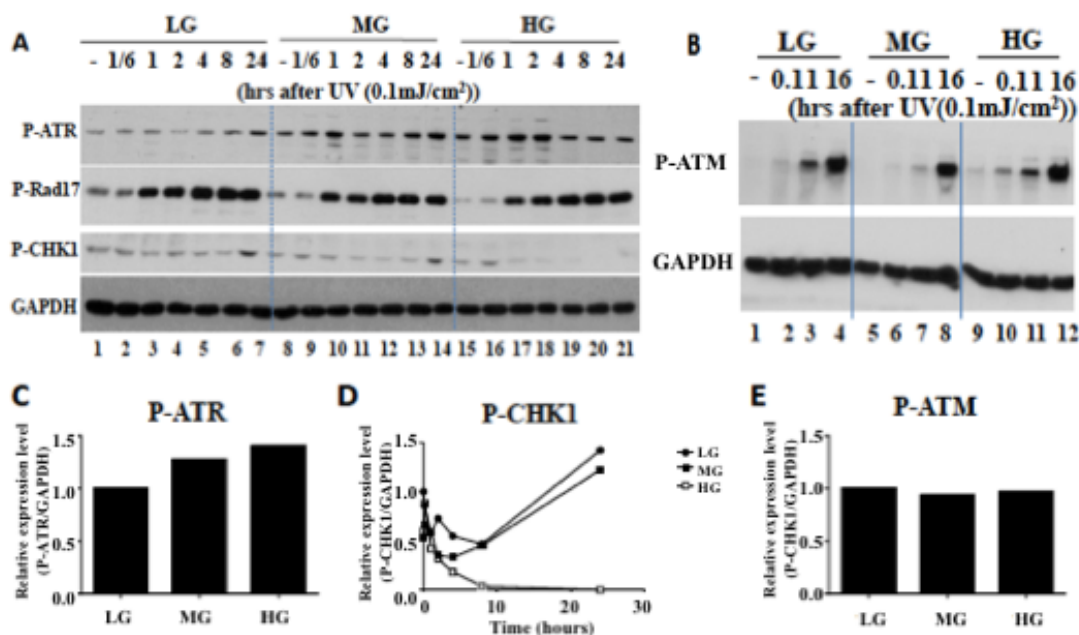 A
LG MG HG
- 1/6 1 2 4 8 24 - 1/6 1 2 4 8 24 - 1/6 1 2 4 8 24
(hrs after UV (0.1mJ/cm²))
P-ATR
P-Rad17
P-CHK1
GAPDH
1 2 3 4 5 6 7 8 9 10 11 12 13 14 15 16 17 18 19 20 21
B
LG MG HG
- 0.11 16 - 0.11 16 - 0.11 16
(hrs after UV(0.1mJ/cm²)
P-ATM
GAPDH
1 2 3 4 5 6 7 8 9 10 11 12
C
P-ATR
Relative expression level
(P-ATR/GAPDH)
1.5
1.0
0.5
0.0
LG MG HG
D
P-CHK1
Relative expression level
(P-CHK1/GAPDH)
1.5
1.0
0.5
0.0
0 10 20 30
Time (hours)
LG
MG
HG
E
P-ATM
Relative expression level
(P-CHK1/GAPDH)
1.5
1.0
0.5
0.0
LG MG HG